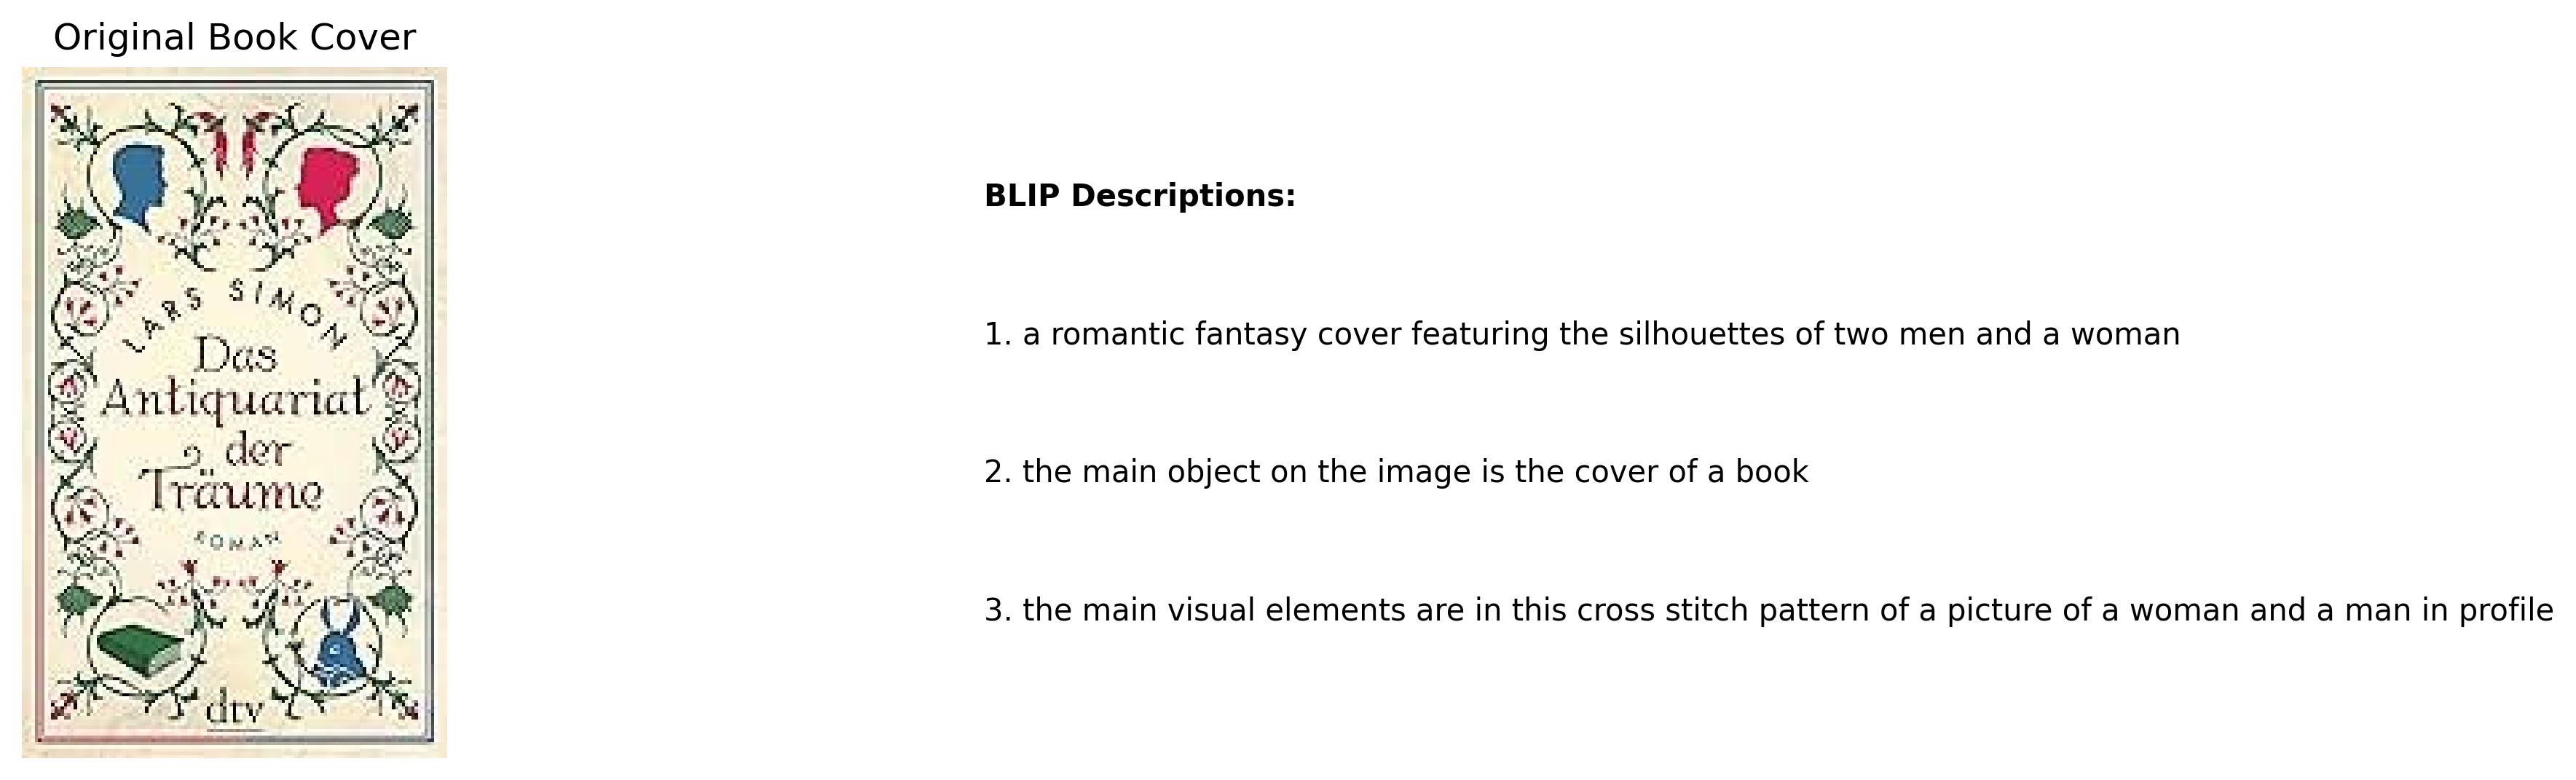 Original Book Cover
LARS SIMON
Das
Antiquariat
der
Träume
ROMAN
dtv
BLIP Descriptions:
1. a romantic fantasy cover featuring the silhouettes of two men and a woman
2. the main object on the image is the cover of a book
3. the main visual elements are in this cross stitch pattern of a picture of a woman and a man in profile